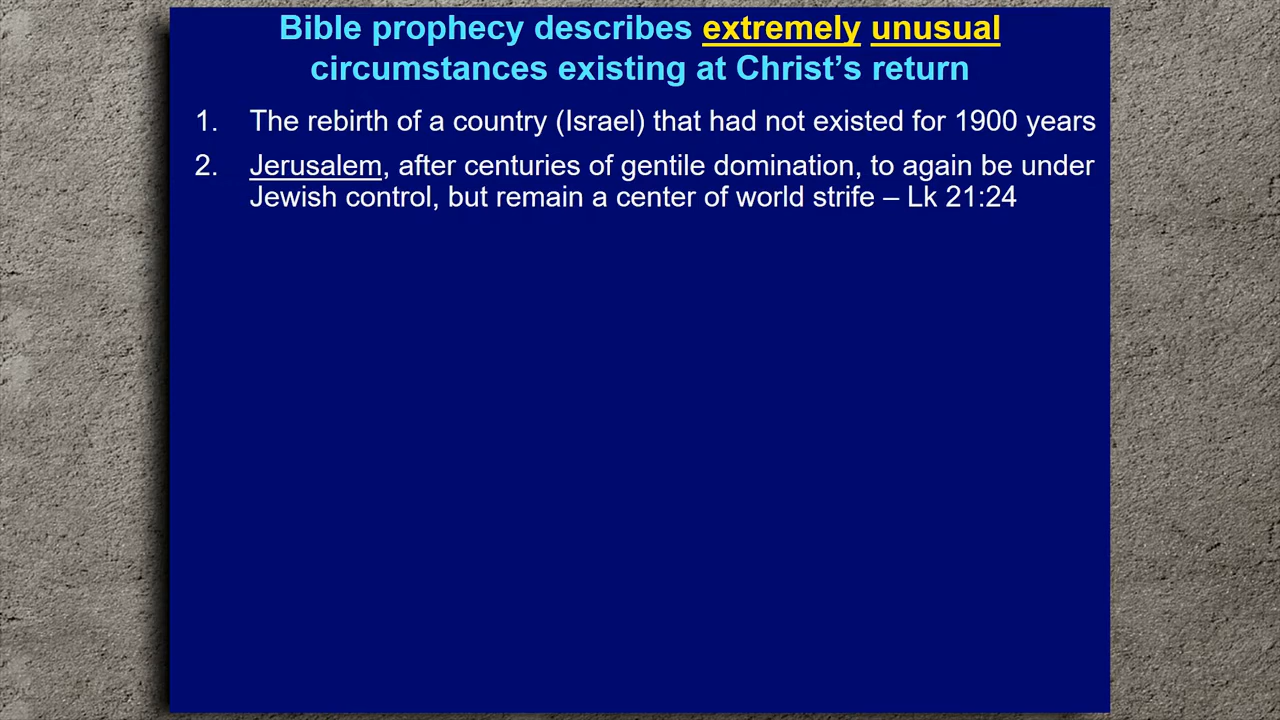 Bible prophecy describes extremely unusual
circumstances existing at Christ’s return
1. The rebirth of a country (Israel) that had not existed for 1900 years
2. Jerusalem, after centuries of gentile domination, to again be under
Jewish control, but remain a center of world strife – Lk 21:24